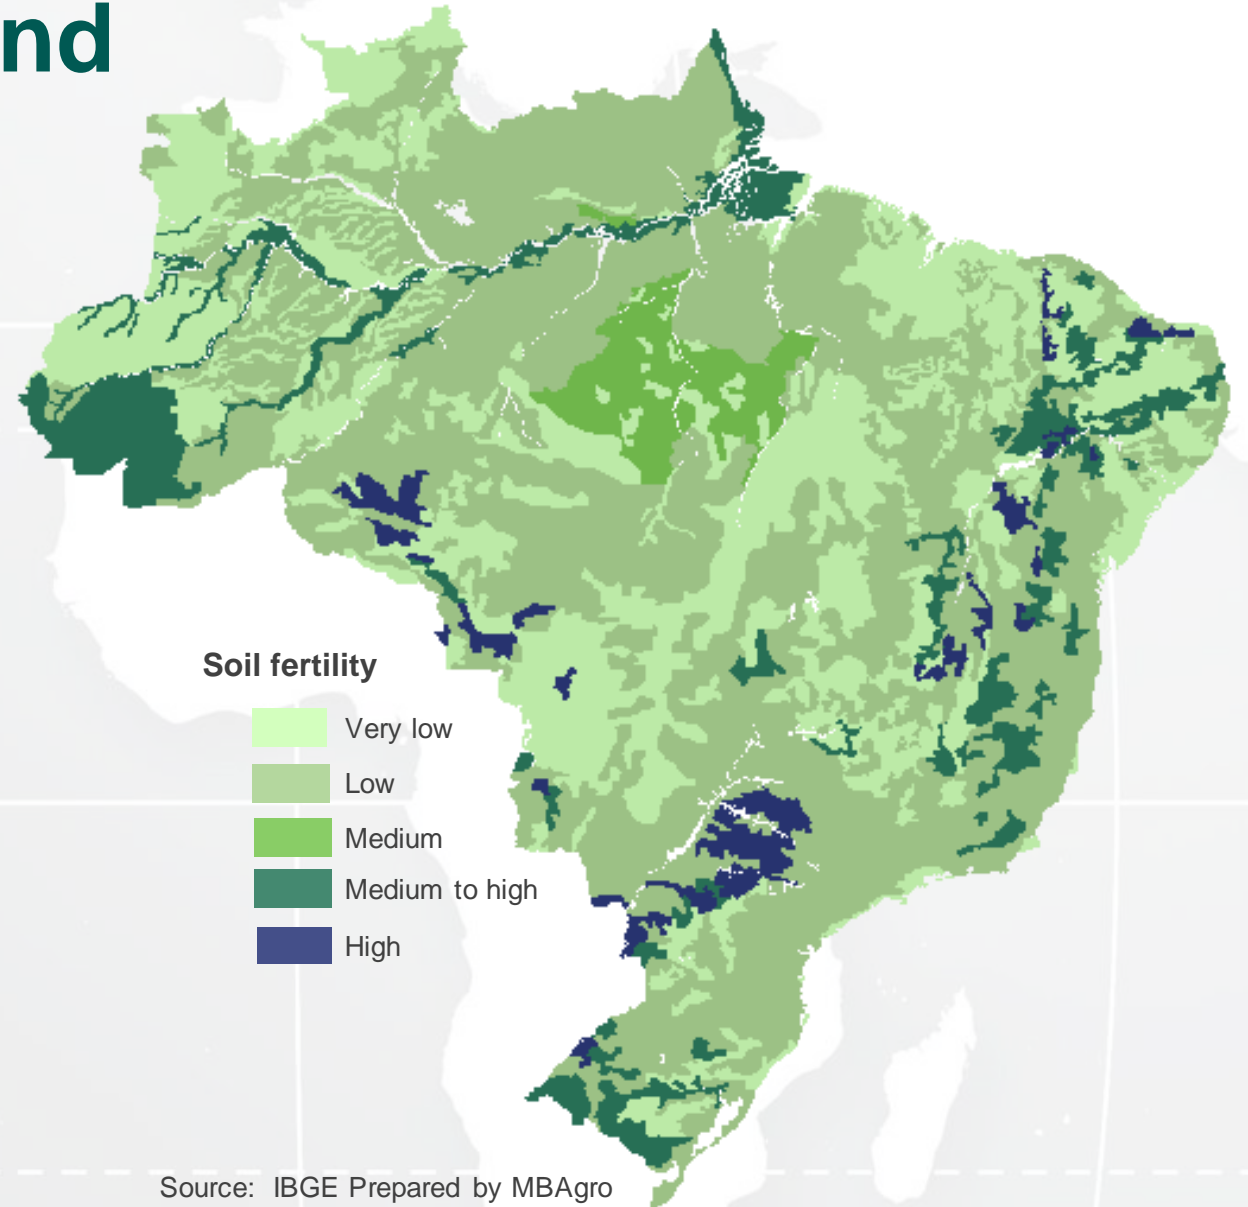 nd
Soil fertility
Very low
Low
Medium
Medium to high
High
Source: IBGE Prepared by MBAgro